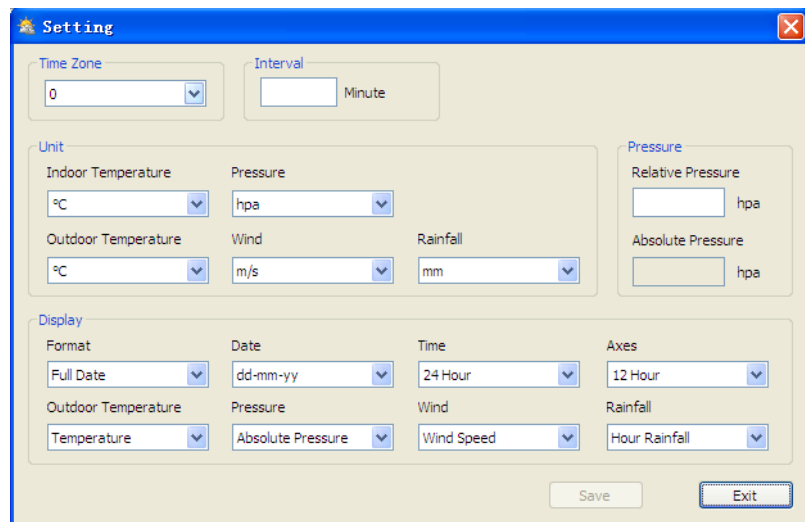 Setting
Time Zone Interval
0 Minute
Unit Pressure
Indoor Temperature Pressure Relative Pressure
ºC hpa hpa
Outdoor Temperature Wind Rainfall Absolute Pressure
ºC m/s mm hpa
Display
Format Date Time Axes
Full Date dd-mm-yy 24 Hour 12 Hour
Outdoor Temperature Pressure Wind Rainfall
Temperature Absolute Pressure Wind Speed Hour Rainfall
Save Exit